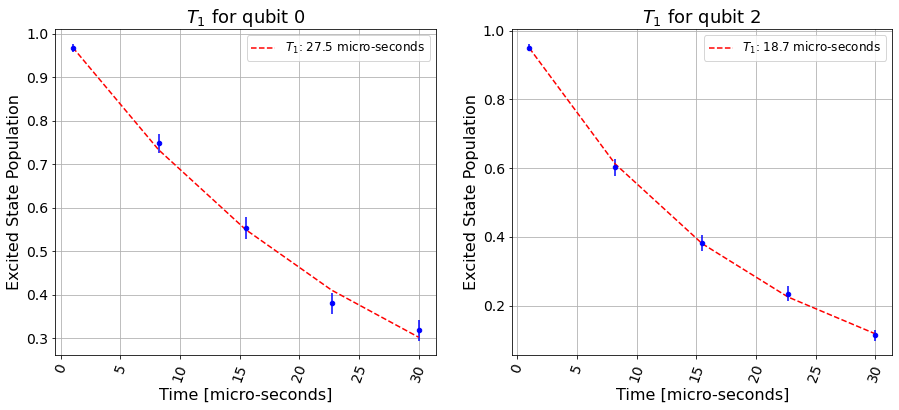 T1 for qubit 0
T1: 27.5 micro-seconds
Excited State Population
1.0
0.9
0.8
0.7
0.6
0.5
0.4
0.3
0 5 10 15 20 25 30
Time [micro-seconds]
T1 for qubit 2
T1: 18.7 micro-seconds
Excited State Population
1.0
0.8
0.6
0.4
0.2
0 5 10 15 20 25 30
Time [micro-seconds]